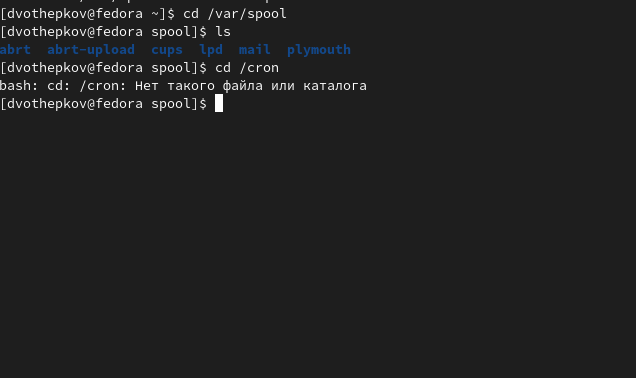 [dvothepkov@fedora ~]$ cd /var/spool
[dvothepkov@fedora spool]$ ls
abrt  abrt-upload  cups  lpd  mail  plymouth
[dvothepkov@fedora spool]$ cd /cron
bash: cd: /cron: Нет такого файла или каталога
[dvothepkov@fedora spool]$